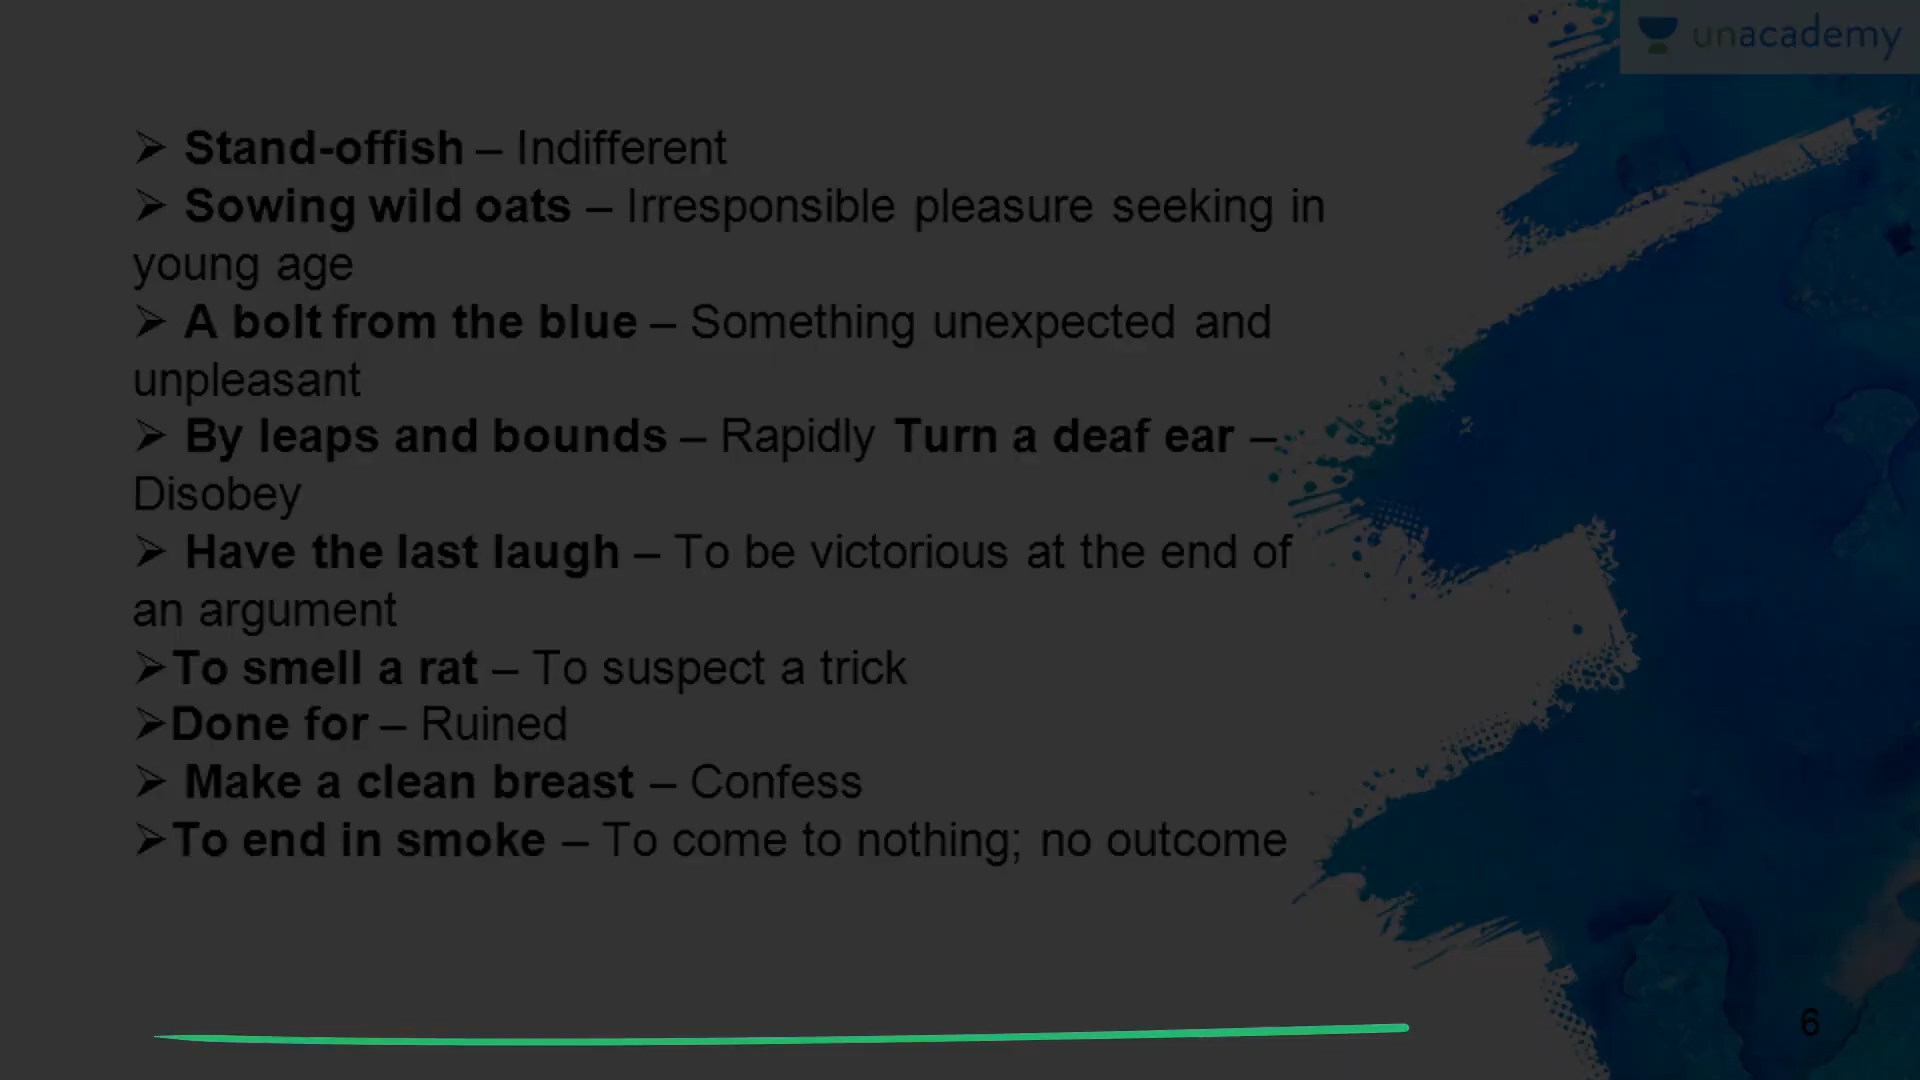 unacademy
➢ Stand-offish – Indifferent
➢ Sowing wild oats – Irresponsible pleasure seeking in
young age
➢ A bolt from the blue – Something unexpected and
unpleasant
➢ By leaps and bounds – Rapidly Turn a deaf ear –
Disobey
➢ Have the last laugh – To be victorious at the end of
an argument
➢To smell a rat – To suspect a trick
➢Done for – Ruined
➢ Make a clean breast – Confess
➢To end in smoke – To come to nothing; no outcome
6